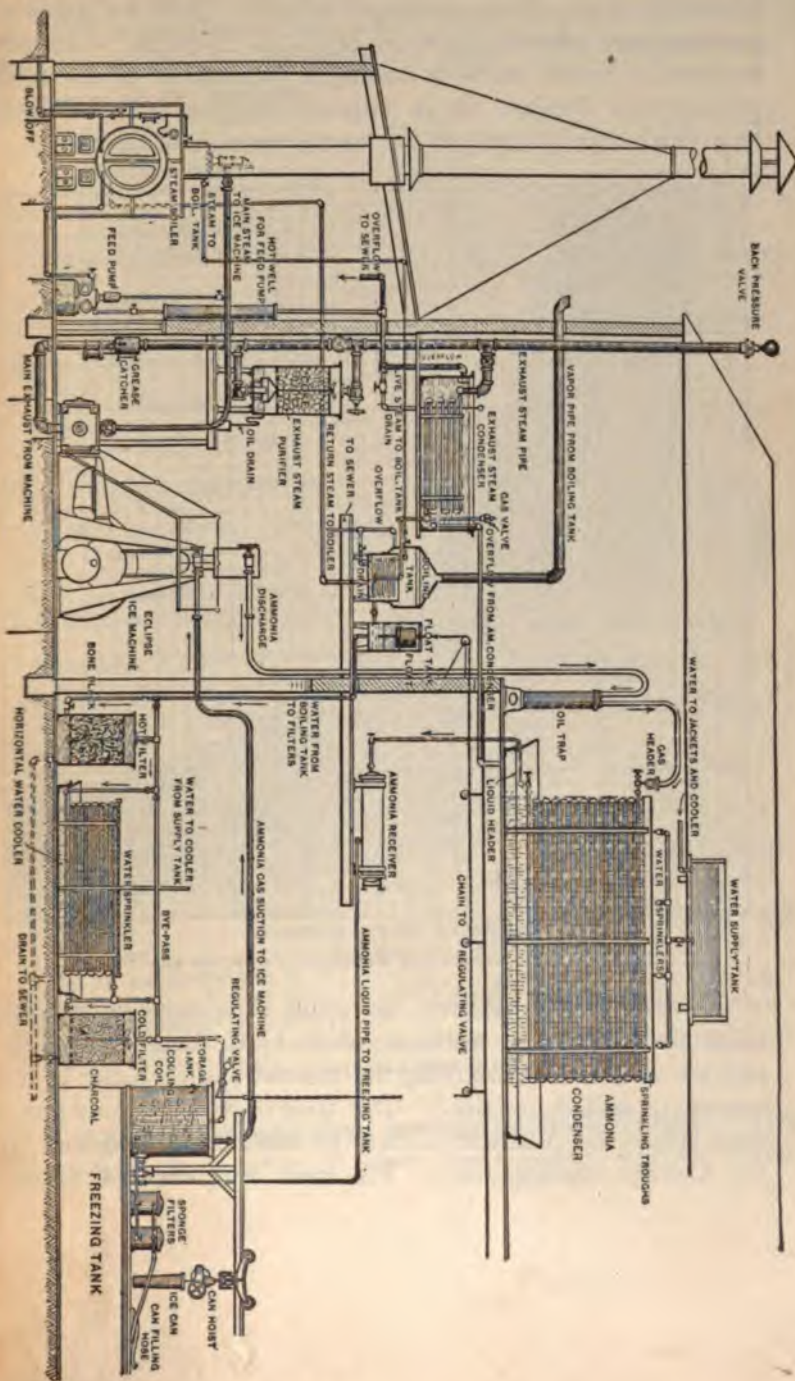 BACK PRESSURE
VALVE
VAPOR PIPE FROM BOILING TANK
WATER TO JACKETS AND COOLER
WATER SUPPLY TANK
WATER SPRINKLERS
SPRINKLING TROUGHS
AMMONIA
CONDENSER
GAS
HEADER
OIL TRAP
LIQUID HEADER
CHAIN TO REGULATING VALVE
OVERFLOW FROM AM. CONDENSER
EXHAUST STEAM PIPE
EXHAUST STEAM
CONDENSER
GAS VALVE
OVERFLOW
DRAIN
OVERFLOW
TO SEWER
LIVE STEAM TO BOIL. TANK
BOILING
TANK
DRAIN
OVERFLOW
FLOAT TANK
FLOAT
TO SEWER
RETURN STEAM TO BOILER
EXHAUST STEAM
PURIFIER
OIL DRAIN
HOT WELL
FOR FEED PUMP
MAIN STEAM
TO ICE MACHINE
STEAM TO
BOIL. TANK
STEAM BOILER
BLOW OFF
FEED PUMP
GREASE
CATCHER
MAIN EXHAUST FROM MACHINE
AMMONIA
DISCHARGE
ECLIPSE
ICE MACHINE
WATER FROM
BOILING TANK
TO FILTERS
AMMONIA RECEIVER
AMMONIA LIQUID PIPE TO FREEZING TANK
AMMONIA GAS SUCTION TO ICE MACHINE
BONE BLACK
HOT FILTER
WATER TO COOLER
FROM SUPPLY TANK
WATER SPRINKLER
BYE-PASS
HORIZONTAL WATER COOLER
DRAIN TO SEWER
COLD FILTER
CHARCOAL
REGULATING VALVE
STORAGE
TANK
COOLING
COIL
FREEZING TANK
SPONGE
FILTERS
ICE CAN
CAN HOIST
CAN FILLING
HOSE